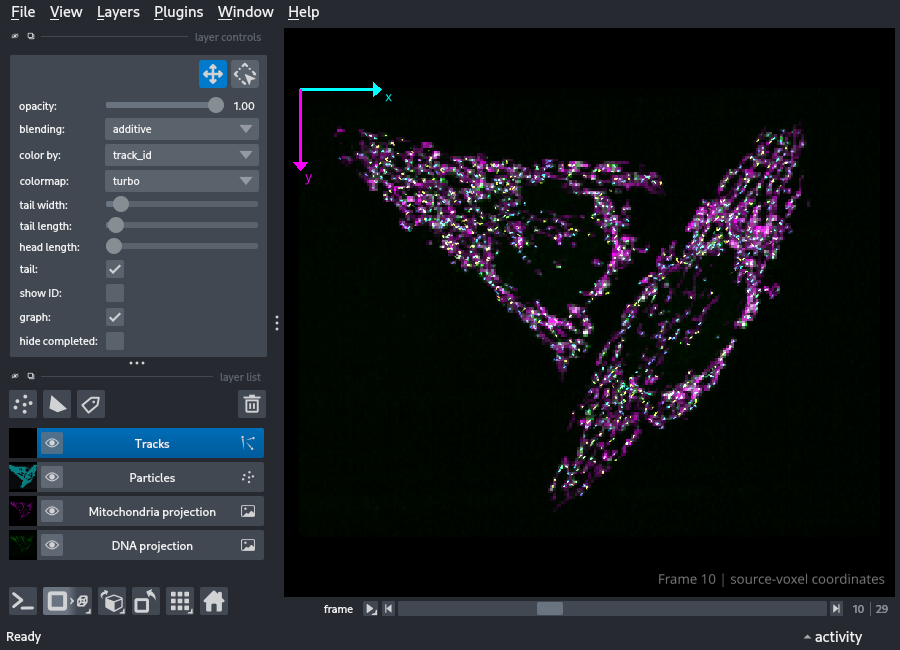 File View Layers Plugins Window Help
layer controls
opacity: 1.00
blending: additive
color by: track_id
colormap: turbo
tail width:
tail length:
head length:
tail:
show ID:
graph:
hide completed:
layer list
Tracks
Particles
Mitochondria projection
DNA projection
x
y
Frame 10 | source-voxel coordinates
frame 10 | 29
Ready
activity